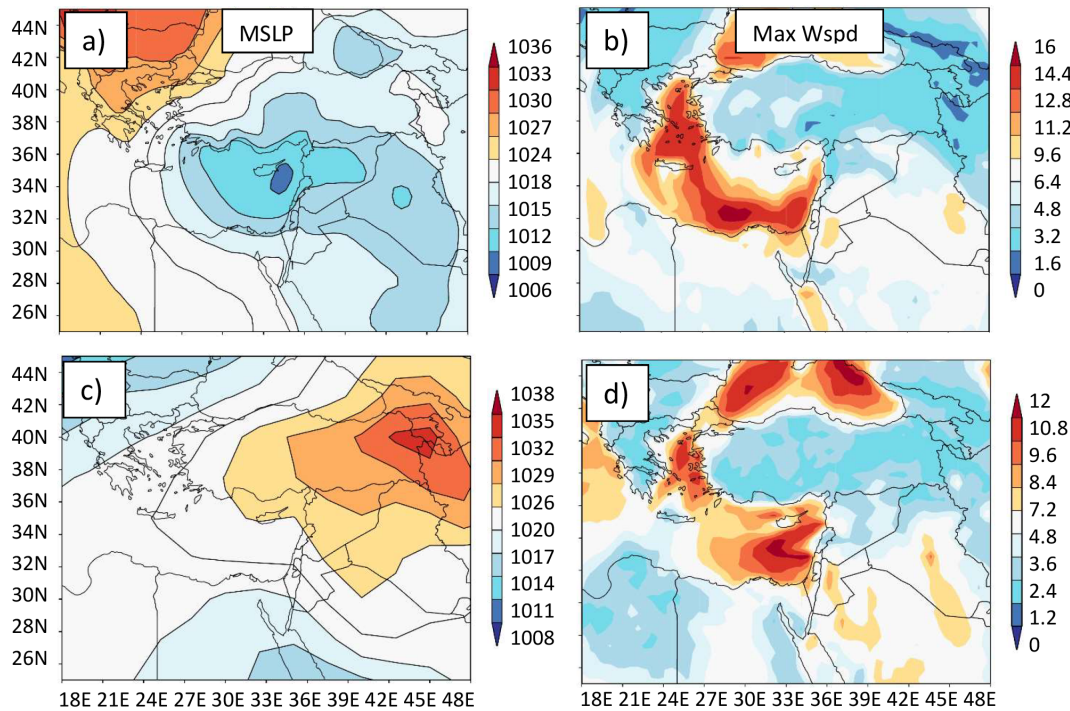 a)
MSLP
44N
42N
40N
38N
36N
34N
32N
30N
28N
26N
1036
1033
1030
1027
1024
1018
1015
1012
1009
1006
b)
Max Wspd
16
14.4
12.8
11.2
9.6
6.4
4.8
3.2
1.6
0
c)
44N
42N
40N
38N
36N
34N
32N
30N
28N
26N
18E 21E 24E 27E 30E 33E 36E 39E 42E 45E 48E
1038
1035
1032
1029
1026
1020
1017
1014
1011
1008
d)
18E 21E 24E 27E 30E 33E 36E 39E 42E 45E 48E
12
10.8
9.6
8.4
7.2
4.8
3.6
2.4
1.2
0